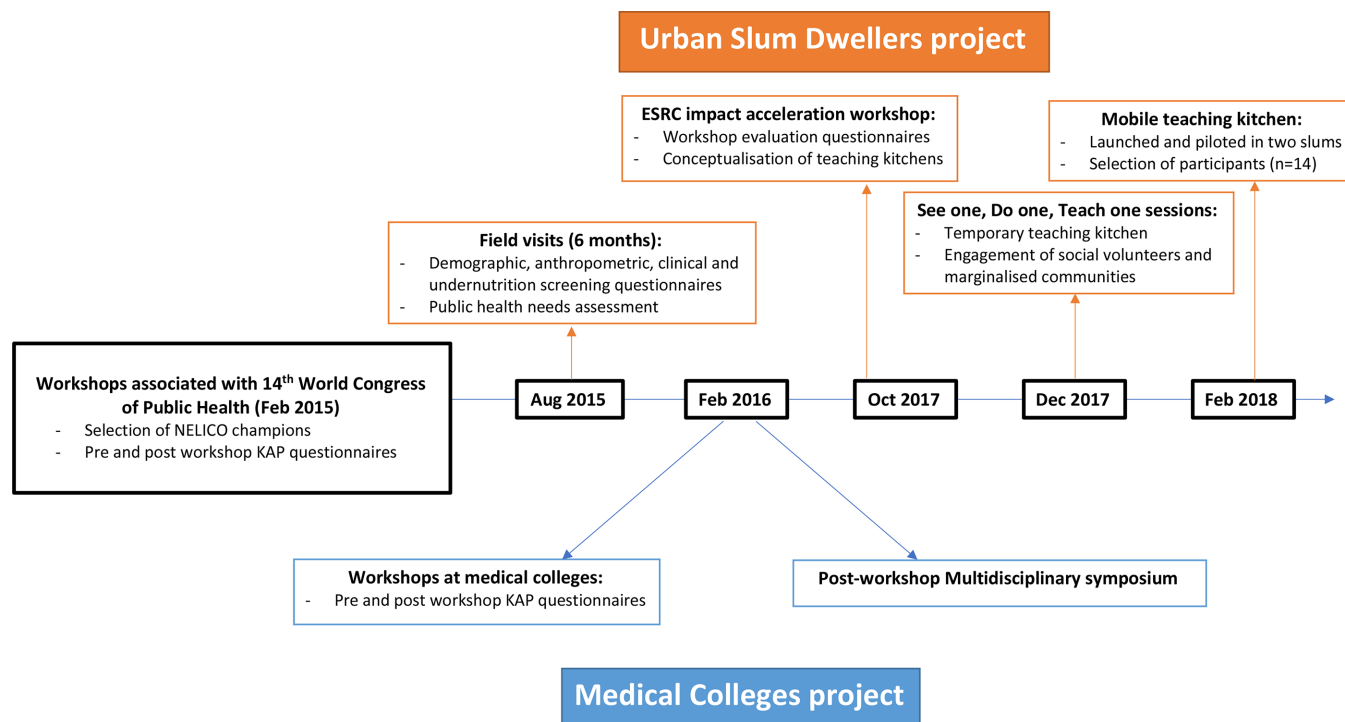 Urban Slum Dwellers project
ESRC impact acceleration workshop:
- Workshop evaluation questionnaires
- Conceptualisation of teaching kitchens
Mobile teaching kitchen:
- Launched and piloted in two slums
- Selection of participants (n=14)
See one, Do one, Teach one sessions:
- Temporary teaching kitchen
- Engagement of social volunteers and
marginalised communities
Field visits (6 months):
- Demographic, anthropometric, clinical and
undernutrition screening questionnaires
- Public health needs assessment
Workshops associated with 14th World Congress
of Public Health (Feb 2015)
- Selection of NELICO champions
- Pre and post workshop KAP questionnaires
Aug 2015
Feb 2016
Oct 2017
Dec 2017
Feb 2018
Workshops at medical colleges:
- Pre and post workshop KAP questionnaires
Post-workshop Multidisciplinary symposium
Medical Colleges project